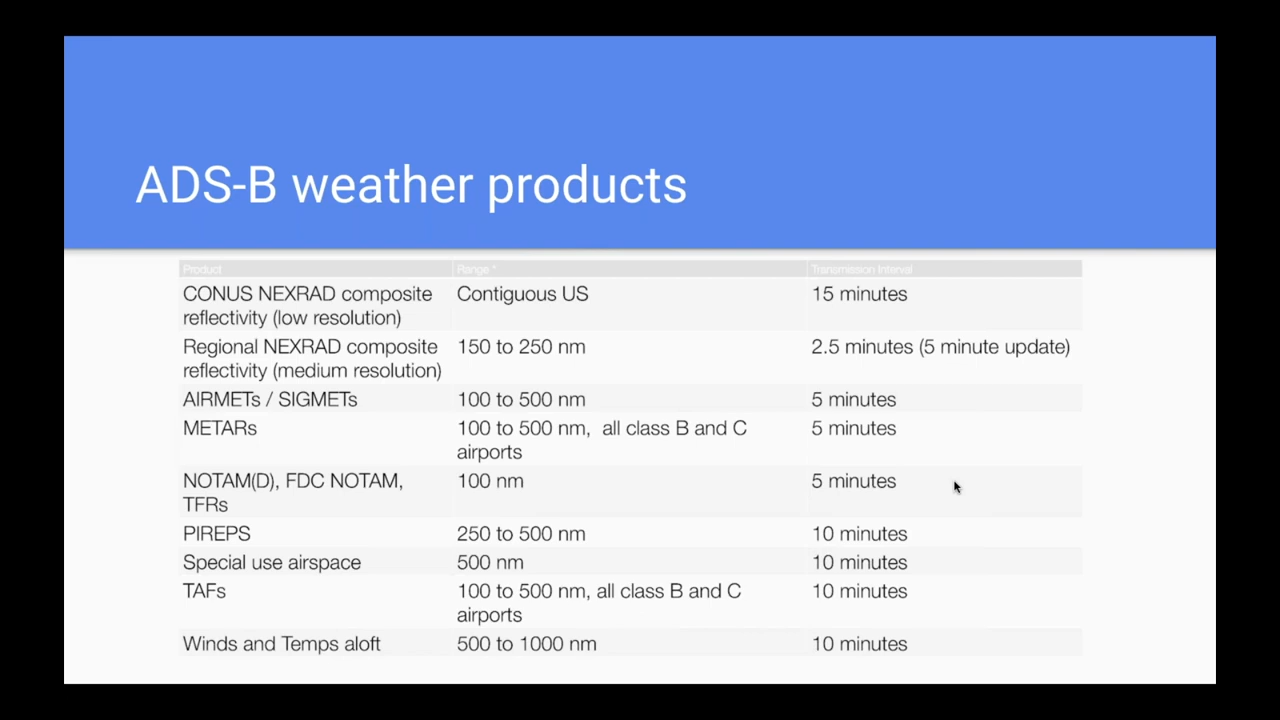 ADS-B weather products
Product Range * Transmission Interval
CONUS NEXRAD composite Contiguous US 15 minutes
reflectivity (low resolution)
Regional NEXRAD composite 150 to 250 nm 2.5 minutes (5 minute update)
reflectivity (medium resolution)
AIRMETs / SIGMETs 100 to 500 nm 5 minutes
METARs 100 to 500 nm, all class B and C 5 minutes
airports
NOTAM(D), FDC NOTAM, 100 nm 5 minutes
TFRs
PIREPS 250 to 500 nm 10 minutes
Special use airspace 500 nm 10 minutes
TAFs 100 to 500 nm, all class B and C 10 minutes
airports
Winds and Temps aloft 500 to 1000 nm 10 minutes